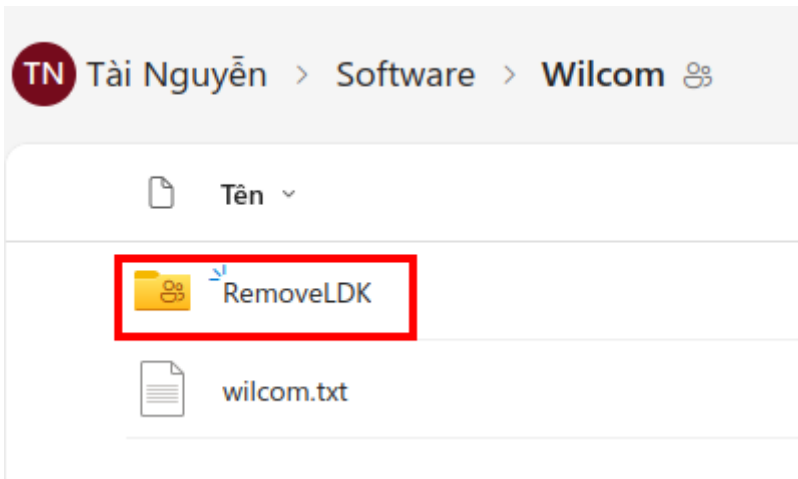 TN Tài Nguyễn > Software > Wilcom
Tên
RemoveLDK
wilcom.txt